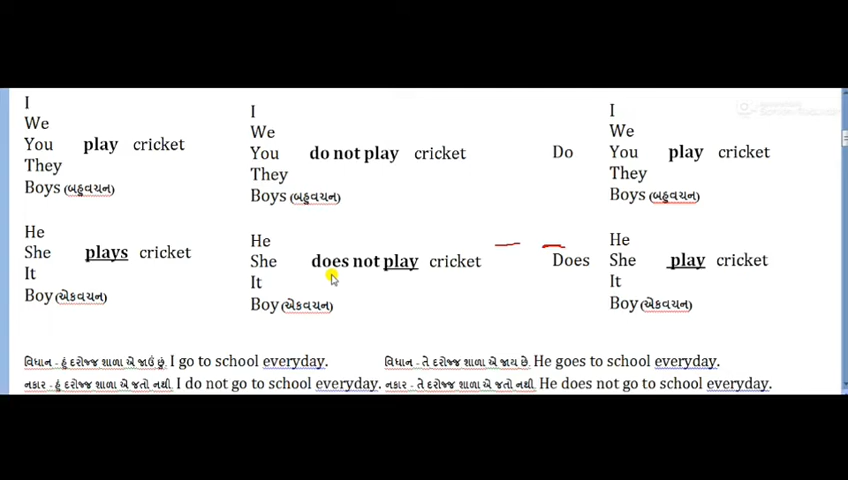 I
We
You play cricket
They
Boys (બહુવચન)
I
We
You do not play cricket
They
Boys (બહુવચન)
I
We
Do You play cricket
They
Boys (બહુવચન)
He
She plays cricket
It
Boy (એકવચન)
He
She does not play cricket
It
Boy (એકવચન)
He
Does She play cricket
It
Boy (એકવચન)
વિધાન - હું દરોજ્જ શાળા એ જાઉં છું. I go to school everyday.
વિધાન - તે દરોજ્જ શાળા એ જાય છે. He goes to school everyday.
નકાર - હું દરોજ્જ શાળા એ જતો નથી. I do not go to school everyday.
નકાર - તે દરોજ્જ શાળા એ જતો નથી. He does not go to school everyday.